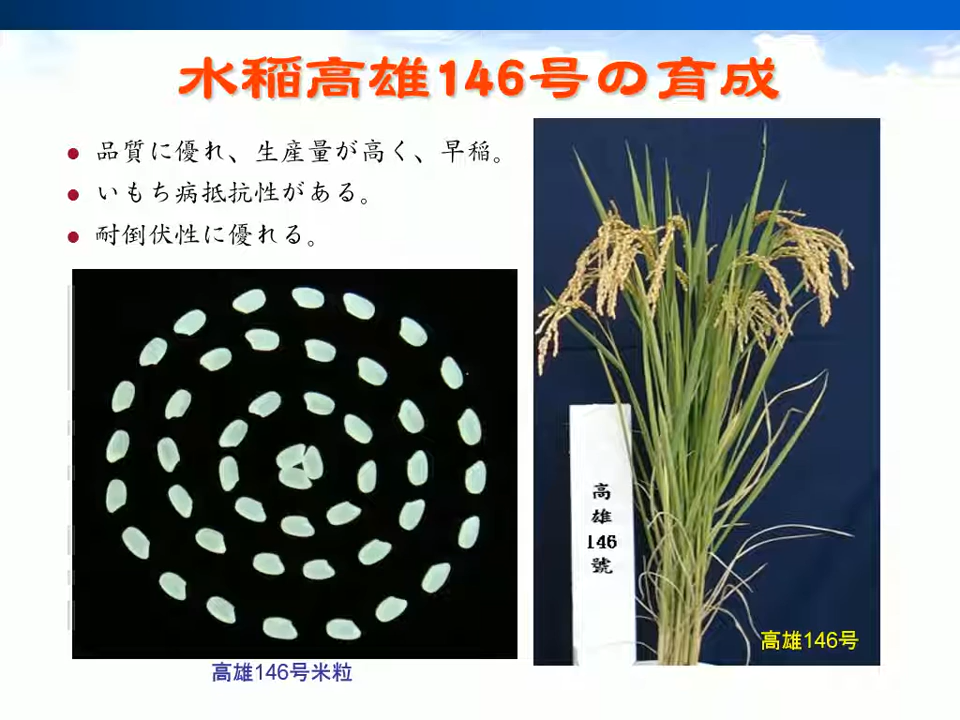 水稲高雄146号の育成
品質に優れ、生産量が高く、早稲。
いもち病抵抗性がある。
耐倒伏性に優れる。
高
雄
146
號
高雄146号
高雄146号米粒